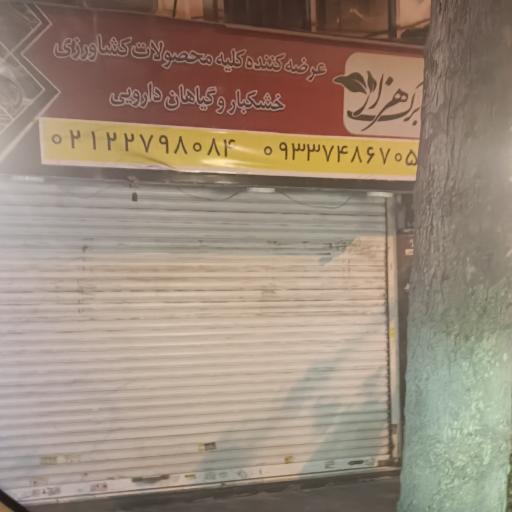 عرضه کننده کلیه محصولات کشاورزی
خشکبار و گیاهان دارویی
۰۲۱۲۲۷۹۸۰۸۴ ۰۹۳۳۷۴۸۶۷۰۵